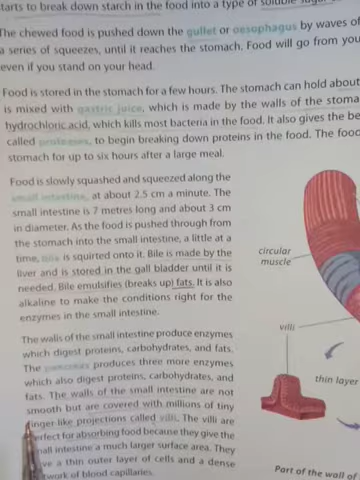 tarts to break down starch in the food into a type of soluble sugar
The chewed food is pushed down the gullet or oesophagus by waves of
a series of squeezes, until it reaches the stomach. Food will go from you
even if you stand on your head.
Food is stored in the stomach for a few hours. The stomach can hold about
is mixed with gastric juice, which is made by the walls of the stoma
hydrochloric acid, which kills most bacteria in the food. It also gives the be
called proteases, to begin breaking down proteins in the food. The food
stomach for up to six hours after a large meal.
Food is slowly squashed and squeezed along the
small intestine, at about 2.5 cm a minute. The
small intestine is 7 metres long and about 3 cm
in diameter. As the food is pushed through from
the stomach into the small intestine, a little at a
time, bile is squirted onto it. Bile is made by the
liver and is stored in the gall bladder until it is
needed. Bile emulsifies (breaks up) fats. It is also
alkaline to make the conditions right for the
enzymes in the small intestine.
The walls of the small intestine produce enzymes
which digest proteins, carbohydrates, and fats.
The pancreas produces three more enzymes
which also digest proteins, carbohydrates, and
fats. The walls of the small intestine are not
smooth but are covered with millions of tiny
finger-like projections called villi. The villi are
erfect for absorbing food because they give the
all intestine a much larger surface area. They
ve a thin outer layer of cells and a dense
twork of blood capillaries.
circular
muscle
villi
thin layer
Part of the wall of